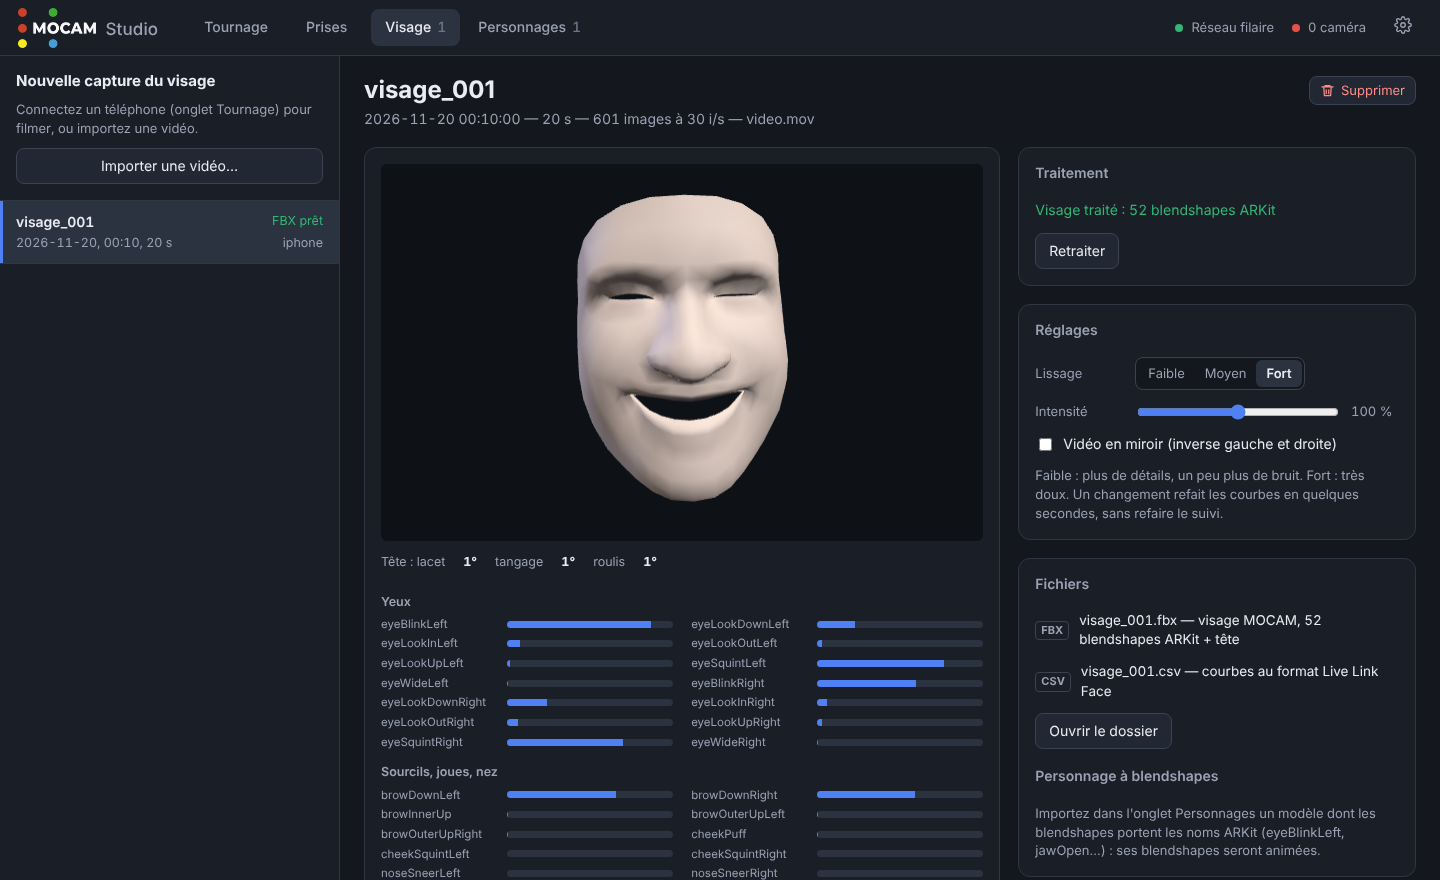 MOCAM Studio
Tournage
Prises
Visage 1
Personnages 1
Réseau filaire
0 caméra
Nouvelle capture du visage
Connectez un téléphone (onglet Tournage) pour
filmer, ou importez une vidéo.
Importer une vidéo...
visage_001
FBX prêt
2026-11-20, 00:10, 20 s
iphone
visage_001
2026-11-20 00:10:00 — 20 s — 601 images à 30 i/s — video.mov
Supprimer
Tête : lacet 1° tangage 1° roulis 1°
Yeux
eyeBlinkLeft
eyeLookDownLeft
eyeLookInLeft
eyeLookOutLeft
eyeLookUpLeft
eyeSquintLeft
eyeWideLeft
eyeBlinkRight
eyeLookDownRight
eyeLookInRight
eyeLookOutRight
eyeLookUpRight
eyeSquintRight
eyeWideRight
Sourcils, joues, nez
browDownLeft
browDownRight
browInnerUp
browOuterUpLeft
browOuterUpRight
cheekPuff
cheekSquintLeft
cheekSquintRight
noseSneerLeft
noseSneerRight
Traitement
Visage traité : 52 blendshapes ARKit
Retraiter
Réglages
Lissage
Faible
Moyen
Fort
Intensité
100 %
Vidéo en miroir (inverse gauche et droite)
Faible : plus de détails, un peu plus de bruit. Fort : très
doux. Un changement refait les courbes en quelques
secondes, sans refaire le suivi.
Fichiers
FBX
visage_001.fbx — visage MOCAM, 52
blendshapes ARKit + tête
CSV
visage_001.csv — courbes au format Live Link
Face
Ouvrir le dossier
Personnage à blendshapes
Importez dans l'onglet Personnages un modèle dont les
blendshapes portent les noms ARKit (eyeBlinkLeft,
jawOpen...) : ses blendshapes seront animées.